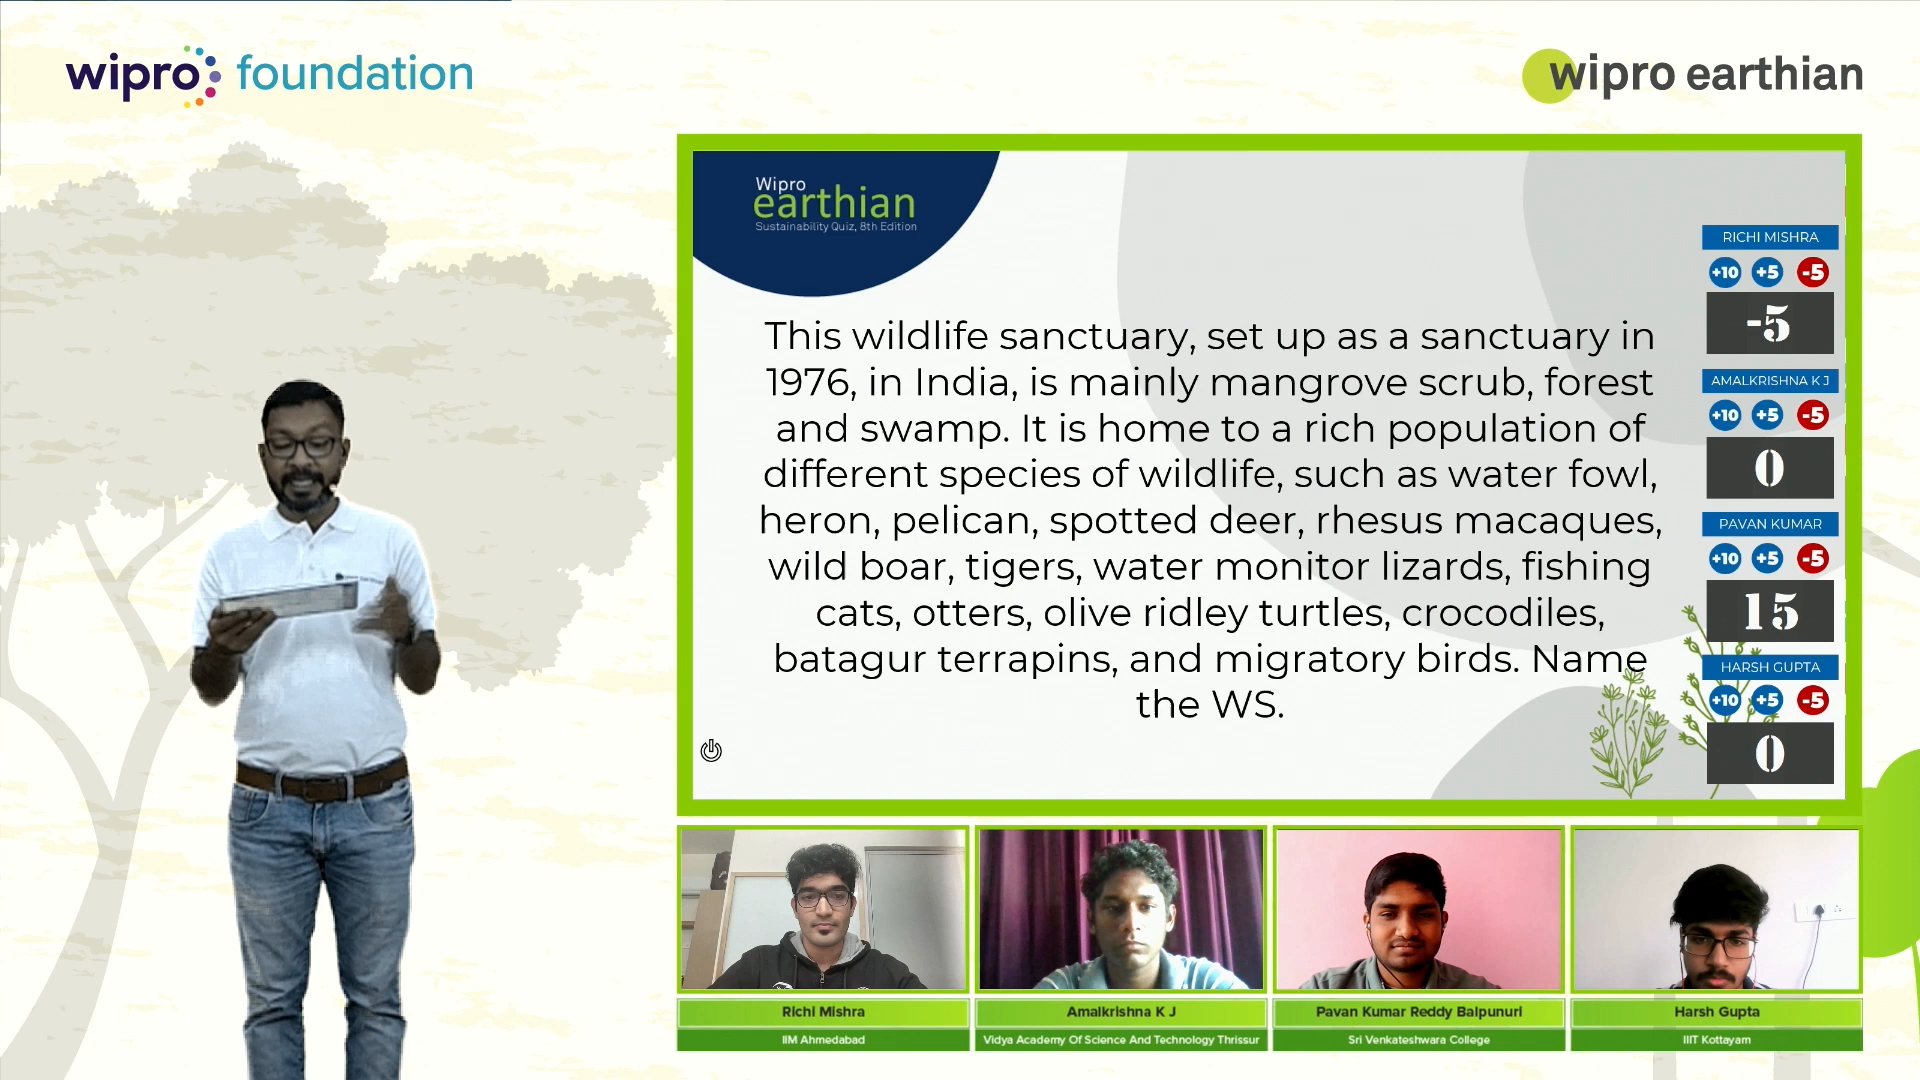 wipro foundation
wipro earthian
Wipro
earthian
Sustainability Quiz, 8th Edition
This wildlife sanctuary, set up as a sanctuary in
1976, in India, is mainly mangrove scrub, forest
and swamp. It is home to a rich population of
different species of wildlife, such as water fowl,
heron, pelican, spotted deer, rhesus macaques,
wild boar, tigers, water monitor lizards, fishing
cats, otters, olive ridley turtles, crocodiles,
batagur terrapins, and migratory birds. Name
the WS.
RICHI MISHRA
+10 +5 -5
-5
AMALKRISHNA K J
+10 +5 -5
0
PAVAN KUMAR
+10 +5 -5
15
HARSH GUPTA
+10 +5 -5
0
Richi Mishra
IIM Ahmedabad
Amalkrishna K J
Vidya Academy Of Science And Technology Thrissur
Pavan Kumar Reddy Balpunuri
Sri Venkateshwara College
Harsh Gupta
IIIT Kottayam